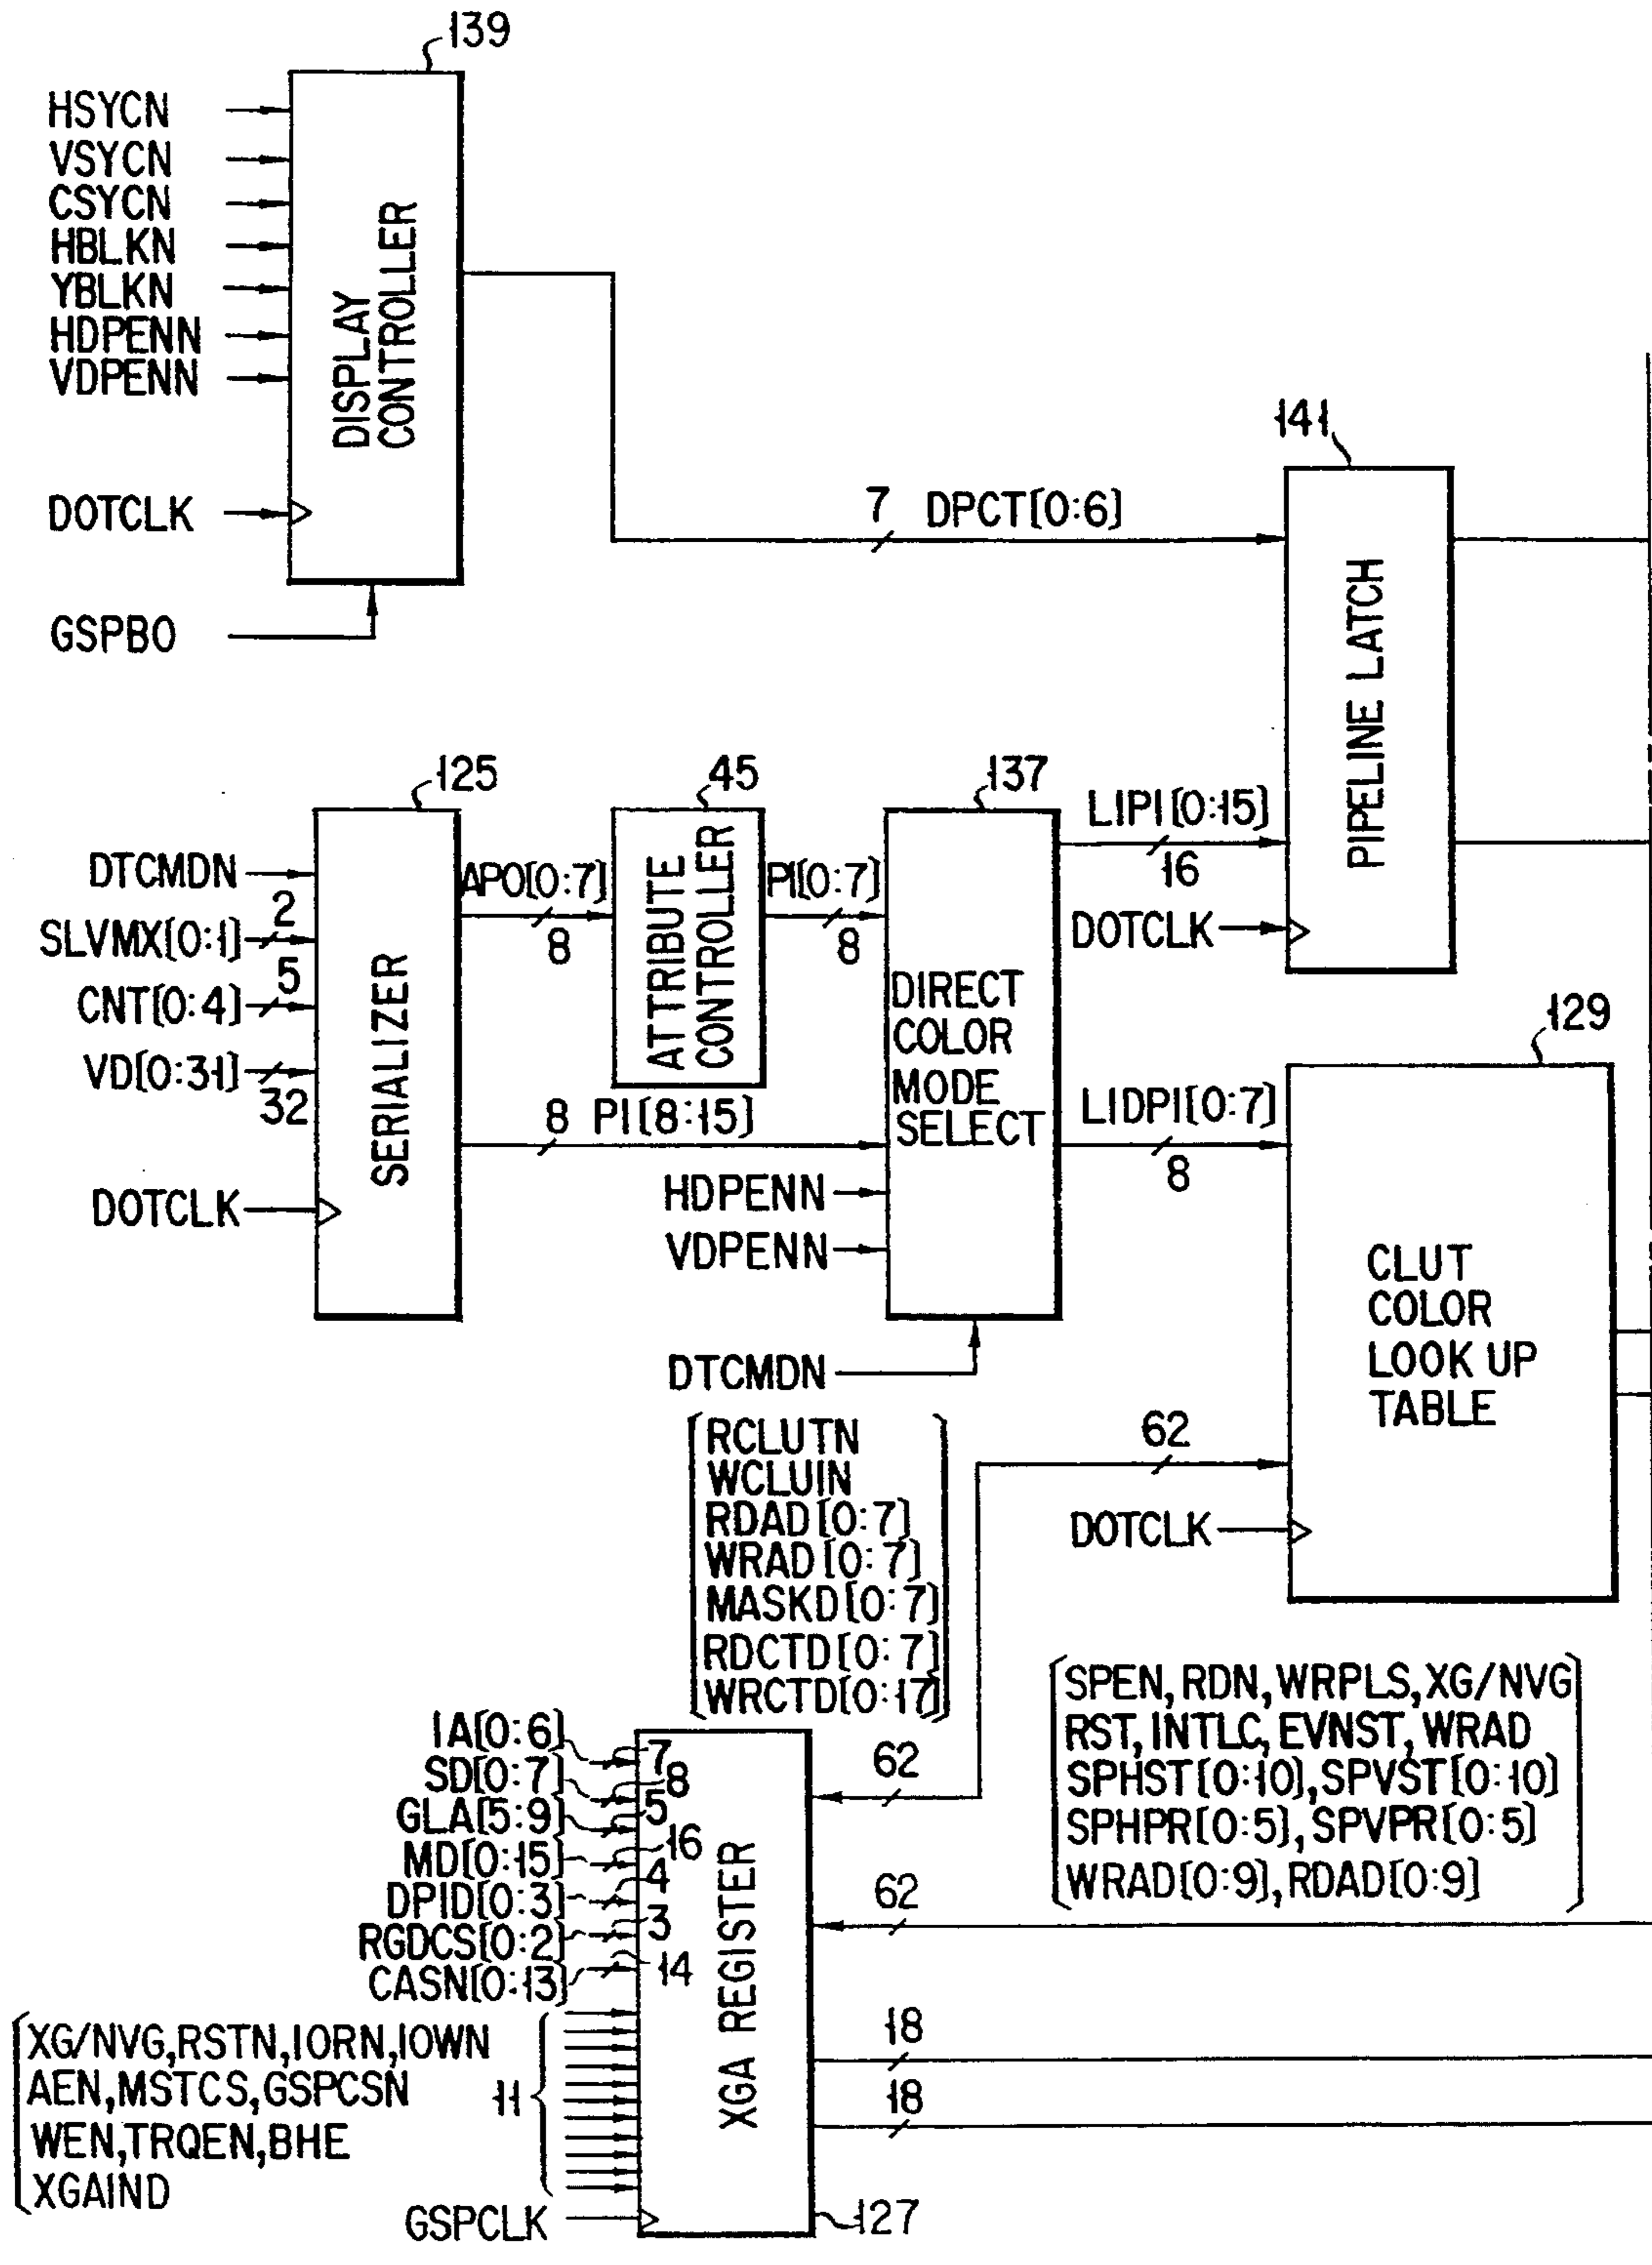 139
HSYCN
VSYCN
CSYCN
HBLKN
YBLKN
HDPENN
VDPENN
DISPLAY
CONTROLLER
DOTCLK
GSPBO
7 DPCT[0:6]
141
PIPELINE LATCH
125
45
137
LIPI[0:15]
16
DTCMDN
2
SLVMX[0:1]
5
CNT[0:4]
VD[0:31]
32
DOTCLK
SERIALIZER
APO[0:7]
8
ATTRIBUTE
CONTROLLER
PI[0:7]
8
DOTCLK
8 PI[8:15]
DIRECT
COLOR
MODE
SELECT
HDPENN
VDPENN
DTCMDN
LIDPI[0:7]
8
129
CLUT
COLOR
LOOK UP
TABLE
62
DOTCLK
RCLUTN
WCLUIN
RDAD[0:7]
WRAD[0:7]
MASKD[0:7]
RDCTD[0:7]
WRCTD[0:17]
SPEN, RDN, WRPLS, XG/NVG
RST, INTLC, EVNST, WRAD
SPHST[0:10], SPVST[0:10]
SPHPR[0:5], SPVPR[0:5]
WRAD[0:9], RDAD[0:9]
IA[0:6] 7
SD[0:7] 8
GLA[5:9] 5
MD[0:15] 16
DPID[0:3] 4
RGDCS[0:2] 3
CASN[0:13] 14
XG/NVG,RSTN,IORN,IOWN
AEN,MSTCS,GSPCSN
WEN,TRQEN,BHE
XGAIND
11
GSPCLK
XGA REGISTER
62
62
18
18
127